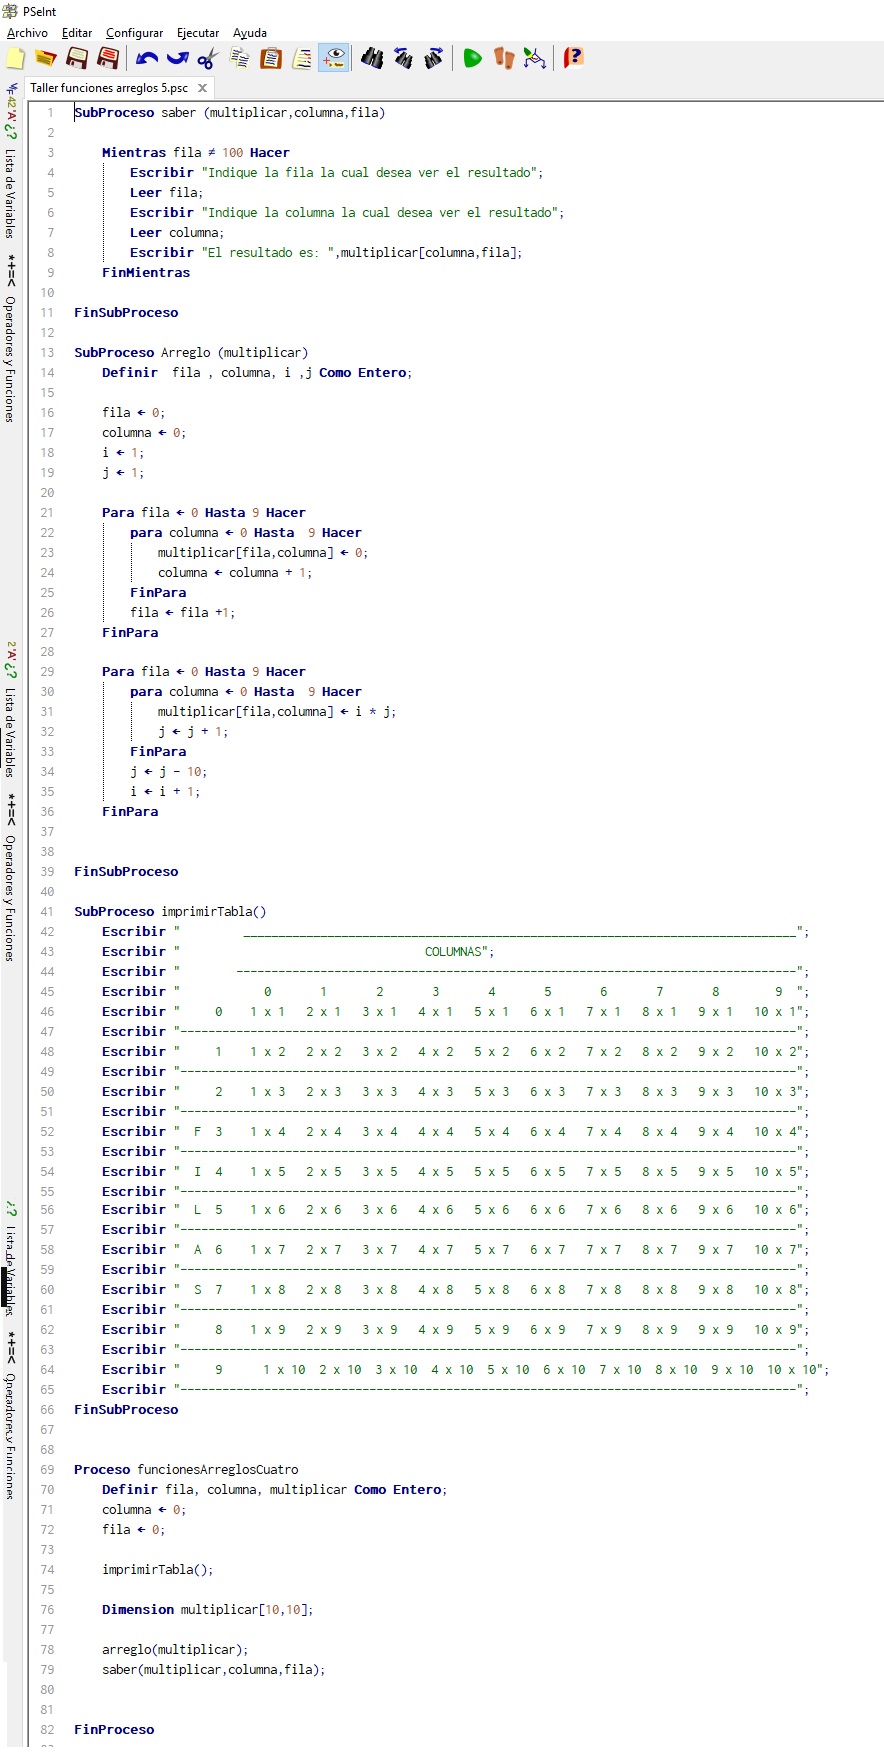 PSeInt
Archivo Editar Configurar Ejecutar Ayuda
Taller funciones arreglos 5.psc X
1 SubProceso saber (multiplicar,columna,fila)
2
3 Mientras fila ≠ 100 Hacer
4 Escribir "Indique la fila la cual desea ver el resultado";
5 Leer fila;
6 Escribir "Indique la columna la cual desea ver el resultado";
7 Leer columna;
8 Escribir "El resultado es: ",multiplicar[columna,fila];
9 FinMientras
10
11 FinSubProceso
12
13 SubProceso Arreglo (multiplicar)
14 Definir fila , columna, i ,j Como Entero;
15
16 fila ← 0;
17 columna ← 0;
18 i ← 1;
19 j ← 1;
20
21 Para fila ← 0 Hasta 9 Hacer
22 para columna ← 0 Hasta 9 Hacer
23 multiplicar[fila,columna] ← 0;
24 columna ← columna + 1;
25 FinPara
26 fila ← fila +1;
27 FinPara
28
29 Para fila ← 0 Hasta 9 Hacer
30 para columna ← 0 Hasta 9 Hacer
31 multiplicar[fila,columna] ← i * j;
32 j ← j + 1;
33 FinPara
34 j ← j - 10;
35 i ← i + 1;
36 FinPara
37
38
39 FinSubProceso
40
41 SubProceso imprimirTabla()
42 Escribir " _______________________________________________________________________________";
43 Escribir " COLUMNAS";
44 Escribir " --------------------------------------------------------------------------------";
45 Escribir " 0 1 2 3 4 5 6 7 8 9 ";
46 Escribir " 0 1 x 1 2 x 1 3 x 1 4 x 1 5 x 1 6 x 1 7 x 1 8 x 1 9 x 1 10 x 1";
47 Escribir "----------------------------------------------------------------------------------------";
48 Escribir " 1 1 x 2 2 x 2 3 x 2 4 x 2 5 x 2 6 x 2 7 x 2 8 x 2 9 x 2 10 x 2";
49 Escribir "----------------------------------------------------------------------------------------";
50 Escribir " 2 1 x 3 2 x 3 3 x 3 4 x 3 5 x 3 6 x 3 7 x 3 8 x 3 9 x 3 10 x 3";
51 Escribir "----------------------------------------------------------------------------------------";
52 Escribir " F 3 1 x 4 2 x 4 3 x 4 4 x 4 5 x 4 6 x 4 7 x 4 8 x 4 9 x 4 10 x 4";
53 Escribir "----------------------------------------------------------------------------------------";
54 Escribir " I 4 1 x 5 2 x 5 3 x 5 4 x 5 5 x 5 6 x 5 7 x 5 8 x 5 9 x 5 10 x 5";
55 Escribir "----------------------------------------------------------------------------------------";
56 Escribir " L 5 1 x 6 2 x 6 3 x 6 4 x 6 5 x 6 6 x 6 7 x 6 8 x 6 9 x 6 10 x 6";
57 Escribir "----------------------------------------------------------------------------------------";
58 Escribir " A 6 1 x 7 2 x 7 3 x 7 4 x 7 5 x 7 6 x 7 7 x 7 8 x 7 9 x 7 10 x 7";
59 Escribir "----------------------------------------------------------------------------------------";
60 Escribir " S 7 1 x 8 2 x 8 3 x 8 4 x 8 5 x 8 6 x 8 7 x 8 8 x 8 9 x 8 10 x 8";
61 Escribir "----------------------------------------------------------------------------------------";
62 Escribir " 8 1 x 9 2 x 9 3 x 9 4 x 9 5 x 9 6 x 9 7 x 9 8 x 9 9 x 9 10 x 9";
63 Escribir "----------------------------------------------------------------------------------------";
64 Escribir " 9 1 x 10 2 x 10 3 x 10 4 x 10 5 x 10 6 x 10 7 x 10 8 x 10 9 x 10 10 x 10";
65 Escribir "----------------------------------------------------------------------------------------";
66 FinSubProceso
67
68
69 Proceso funcionesArreglosCuatro
70 Definir fila, columna, multiplicar Como Entero;
71 columna ← 0;
72 fila ← 0;
73
74 imprimirTabla();
75
76 Dimension multiplicar[10,10];
77
78 arreglo(multiplicar);
79 saber(multiplicar,columna,fila);
80
81
82 FinProceso
42 'A' ¿? Lista de Variables
*+=< Operadores y Funciones
2 'A' ¿? Lista de Variables
*+=< Operadores y Funciones
¿? Lista de Variables
*+=< Operadores y Funciones